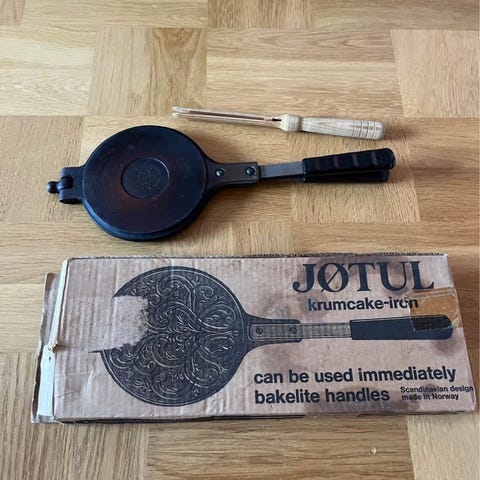 JØTUL
krumcake-iron
can be used immediately
bakelite handles
Scandinavian design
made in Norway